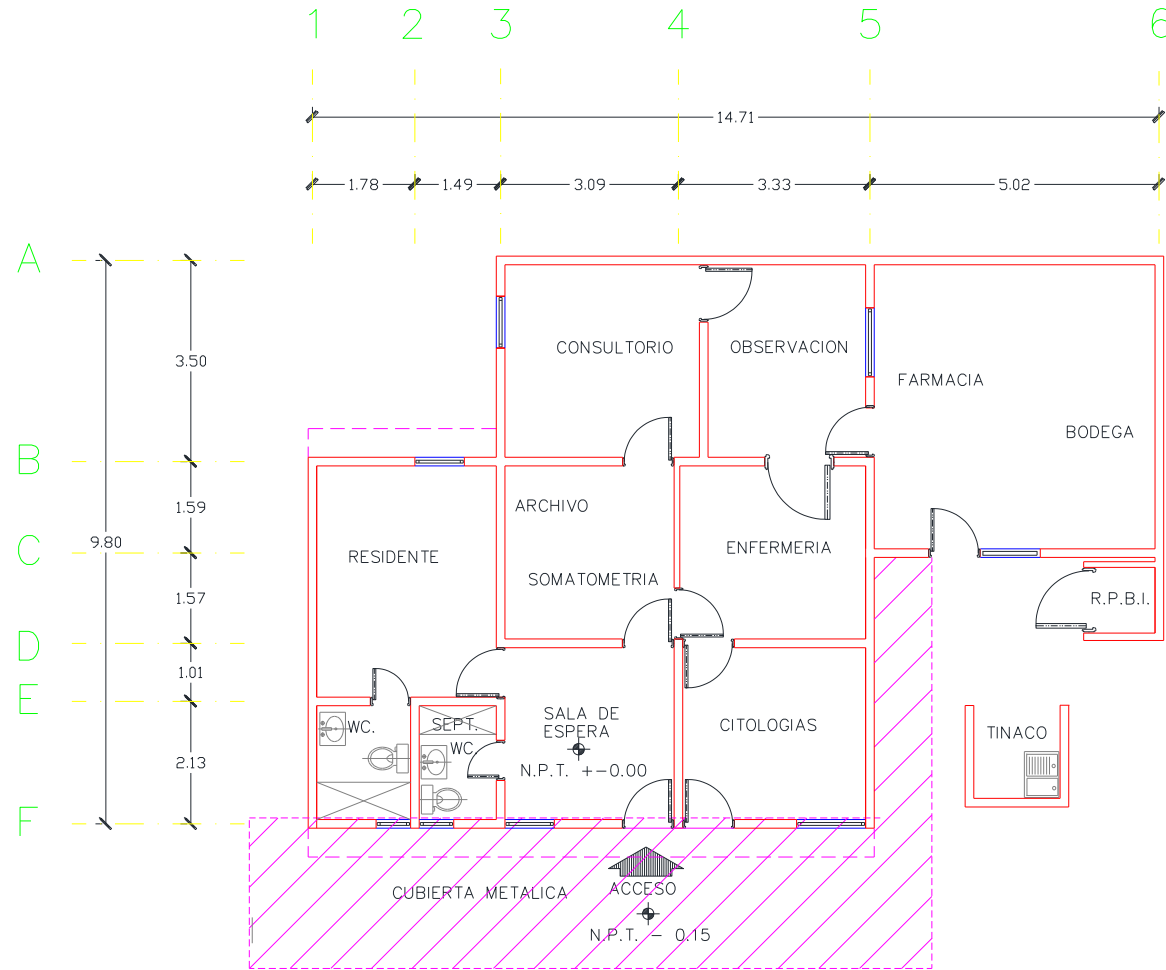 1 2 3 4 5 6
14.71
1.78 1.49 3.09 3.33 5.02
A
3.50
CONSULTORIO
OBSERVACION
FARMACIA
BODEGA
B
1.59
ARCHIVO
9.80
C
RESIDENTE
ENFERMERIA
SOMATOMETRIA
1.57
R.P.B.I.
D
1.01
E
SALA DE
ESPERA
WC.
SEPT.
WC
CITOLOGIAS
TINACO
2.13
N.P.T. +-0.00
F
CUBIERTA METALICA
ACCESO
N.P.T. - 0.15